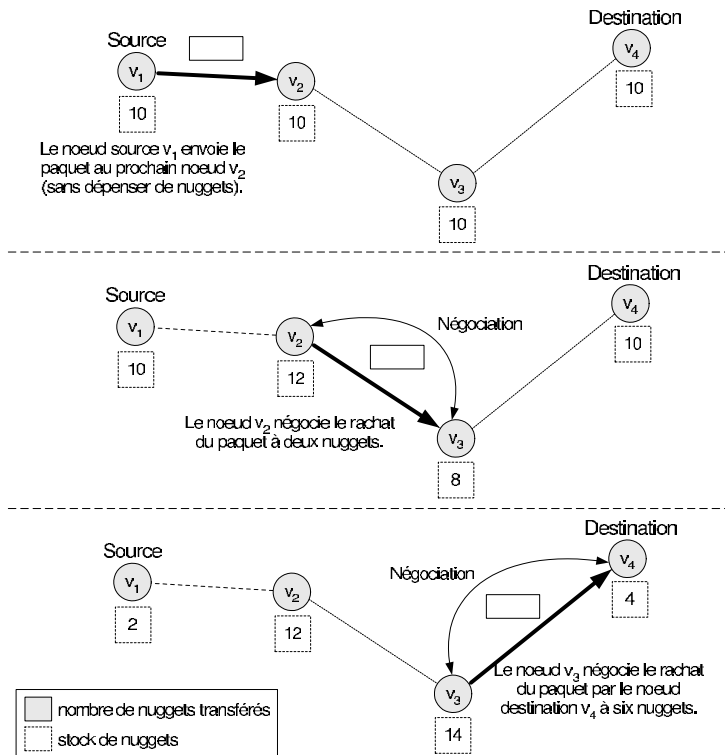 Source
Destination
v1
v2
v4
10
10
10
Le noeud source v1 envoie le
paquet au prochain noeud v2
(sans dépenser de nuggets).
v3
10
Source
Destination
v1
v2
Négociation
v4
10
12
10
Le noeud v2 négocie le rachat
du paquet à deux nuggets.
v3
8
Source
Destination
v1
v2
Négociation
v4
2
12
4
Le noeud v3 négocie le rachat
du paquet par le noeud
destination v4 à six nuggets.
v3
14
nombre de nuggets transférés
stock de nuggets